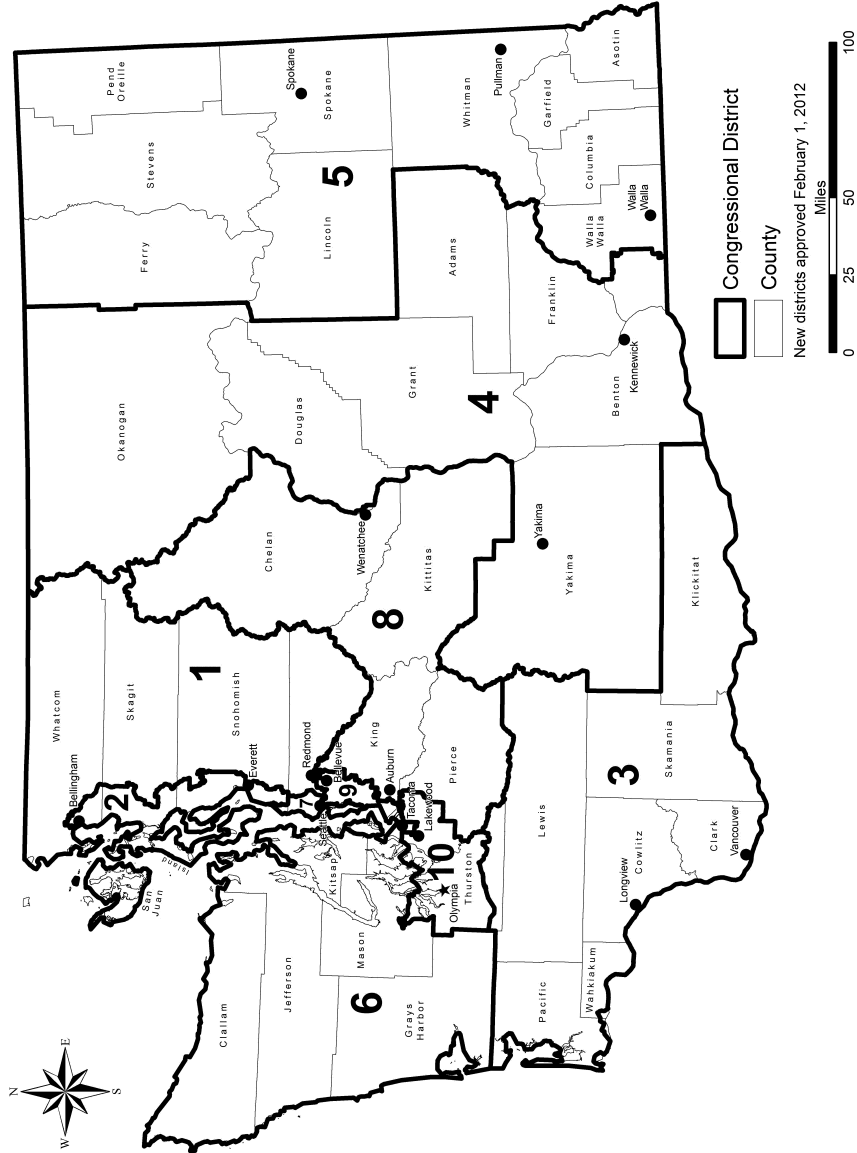 N
W
E
S
Whatcom
Bellingham
Skagit
2
San
Juan
Island
Okanogan
Ferry
Stevens
Pend
Oreille
1
Snohomish
Everett
Chelan
Douglas
Clallam
Jefferson
Kitsap
Seattle
7
Redmond
Bellevue
9
King
Auburn
8
Wenatchee
Kittitas
Grant
4
Lincoln
5
Spokane
Spokane
Adams
Whitman
Pullman
6
Mason
Grays
Harbor
10
Olympia
Thurston
Tacoma
Lakewood
Pierce
Yakima
Yakima
Benton
Kennewick
Franklin
Walla
Walla
Walla
Walla
Columbia
Garfield
Asotin
Pacific
Lewis
Wahkiakum
Longview
Cowlitz
3
Skamania
Clark
Vancouver
Klickitat
Congressional District
County
New districts approved February 1, 2012
Miles
0
25
50
100